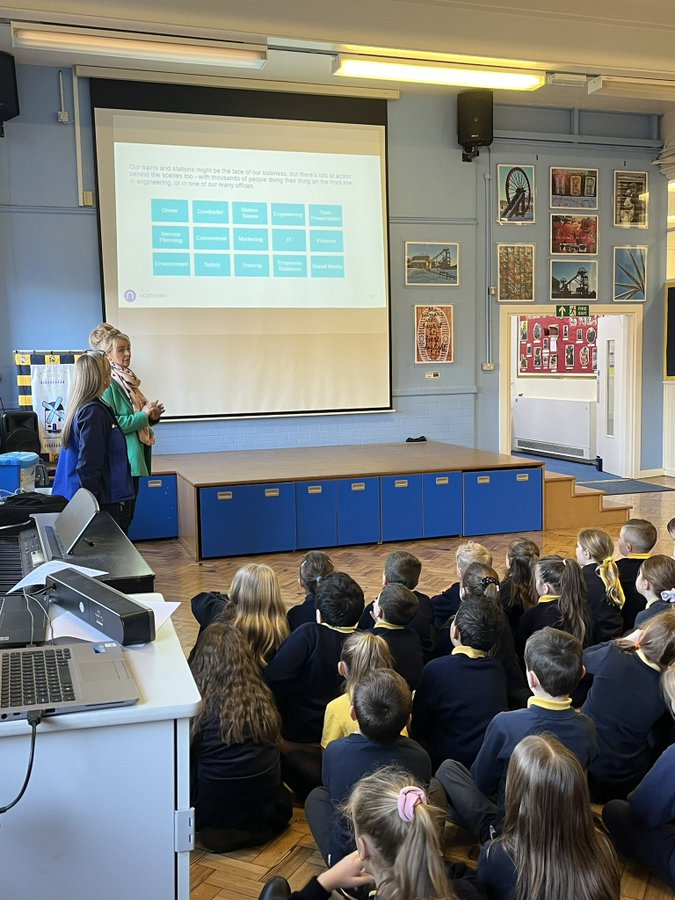 Our trains and stations might be the face of our business, but there's lots of action
behind the scenes too - with thousands of people doing their thing on the front line,
in engineering, or in one of our many offices.
Driver Conductor Station Teams Engineering Train Presentation
Service Planning Commercial Marketing IT Finance
Environment Safety Training Employee Relations Social Media
NORTHERN
FIRE EXIT